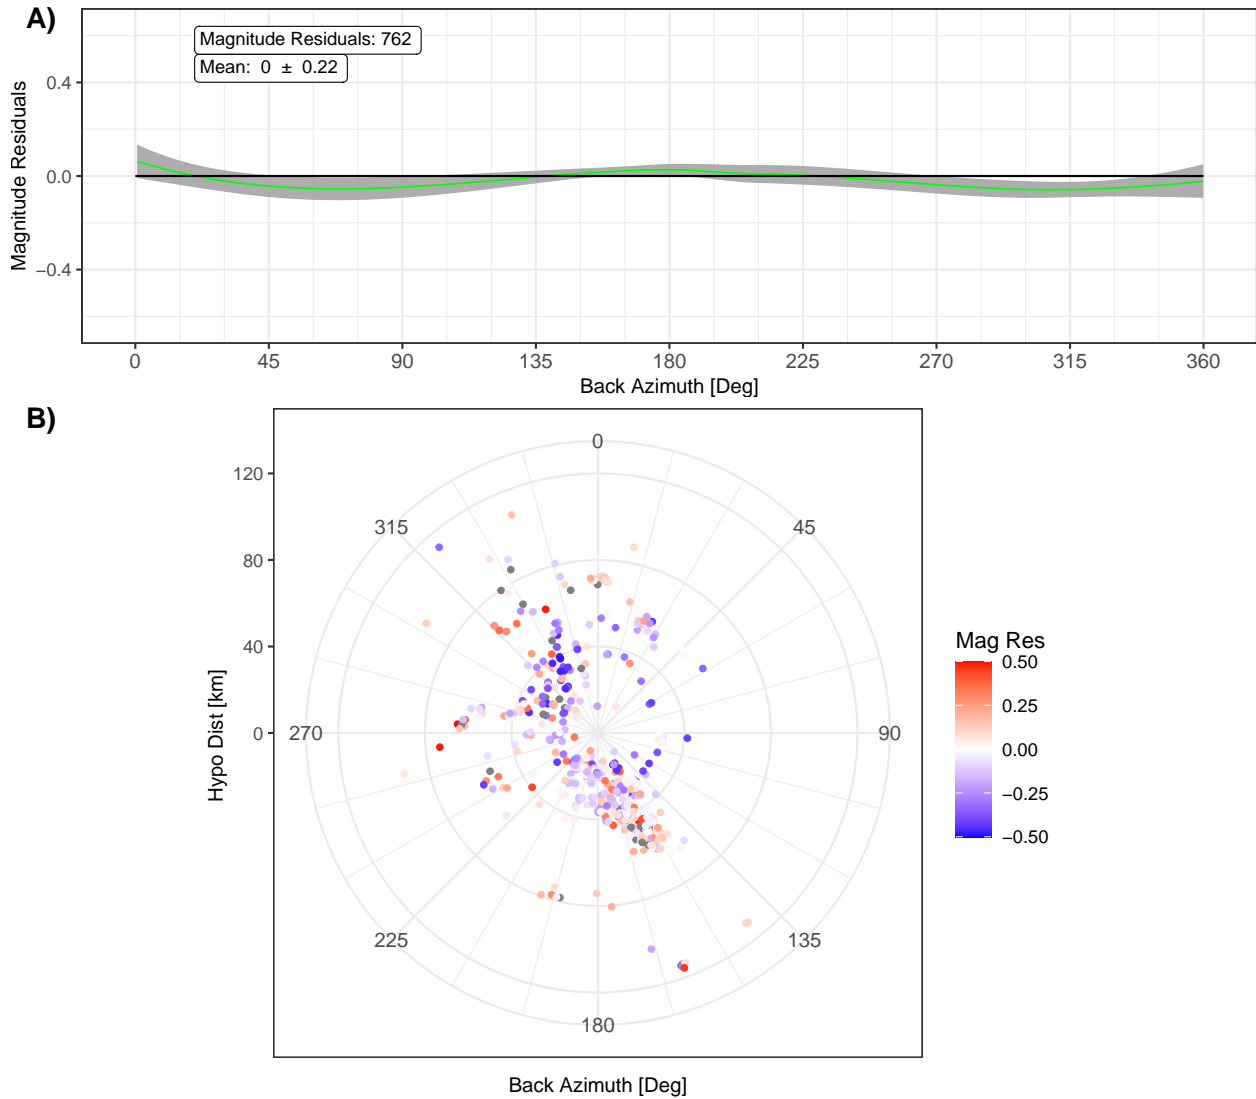 A)
Magnitude Residuals: 762
Mean:  0  ±  0.22
Magnitude Residuals
0.4
0.0
−0.4
0 45 90 135 180 225 270 315 360
Back Azimuth [Deg]
B)
Hypo Dist [km]
120
80
40
0
0
45
90
135
180
225
270
315
Back Azimuth [Deg]
Mag Res
0.50
0.25
0.00
−0.25
−0.50